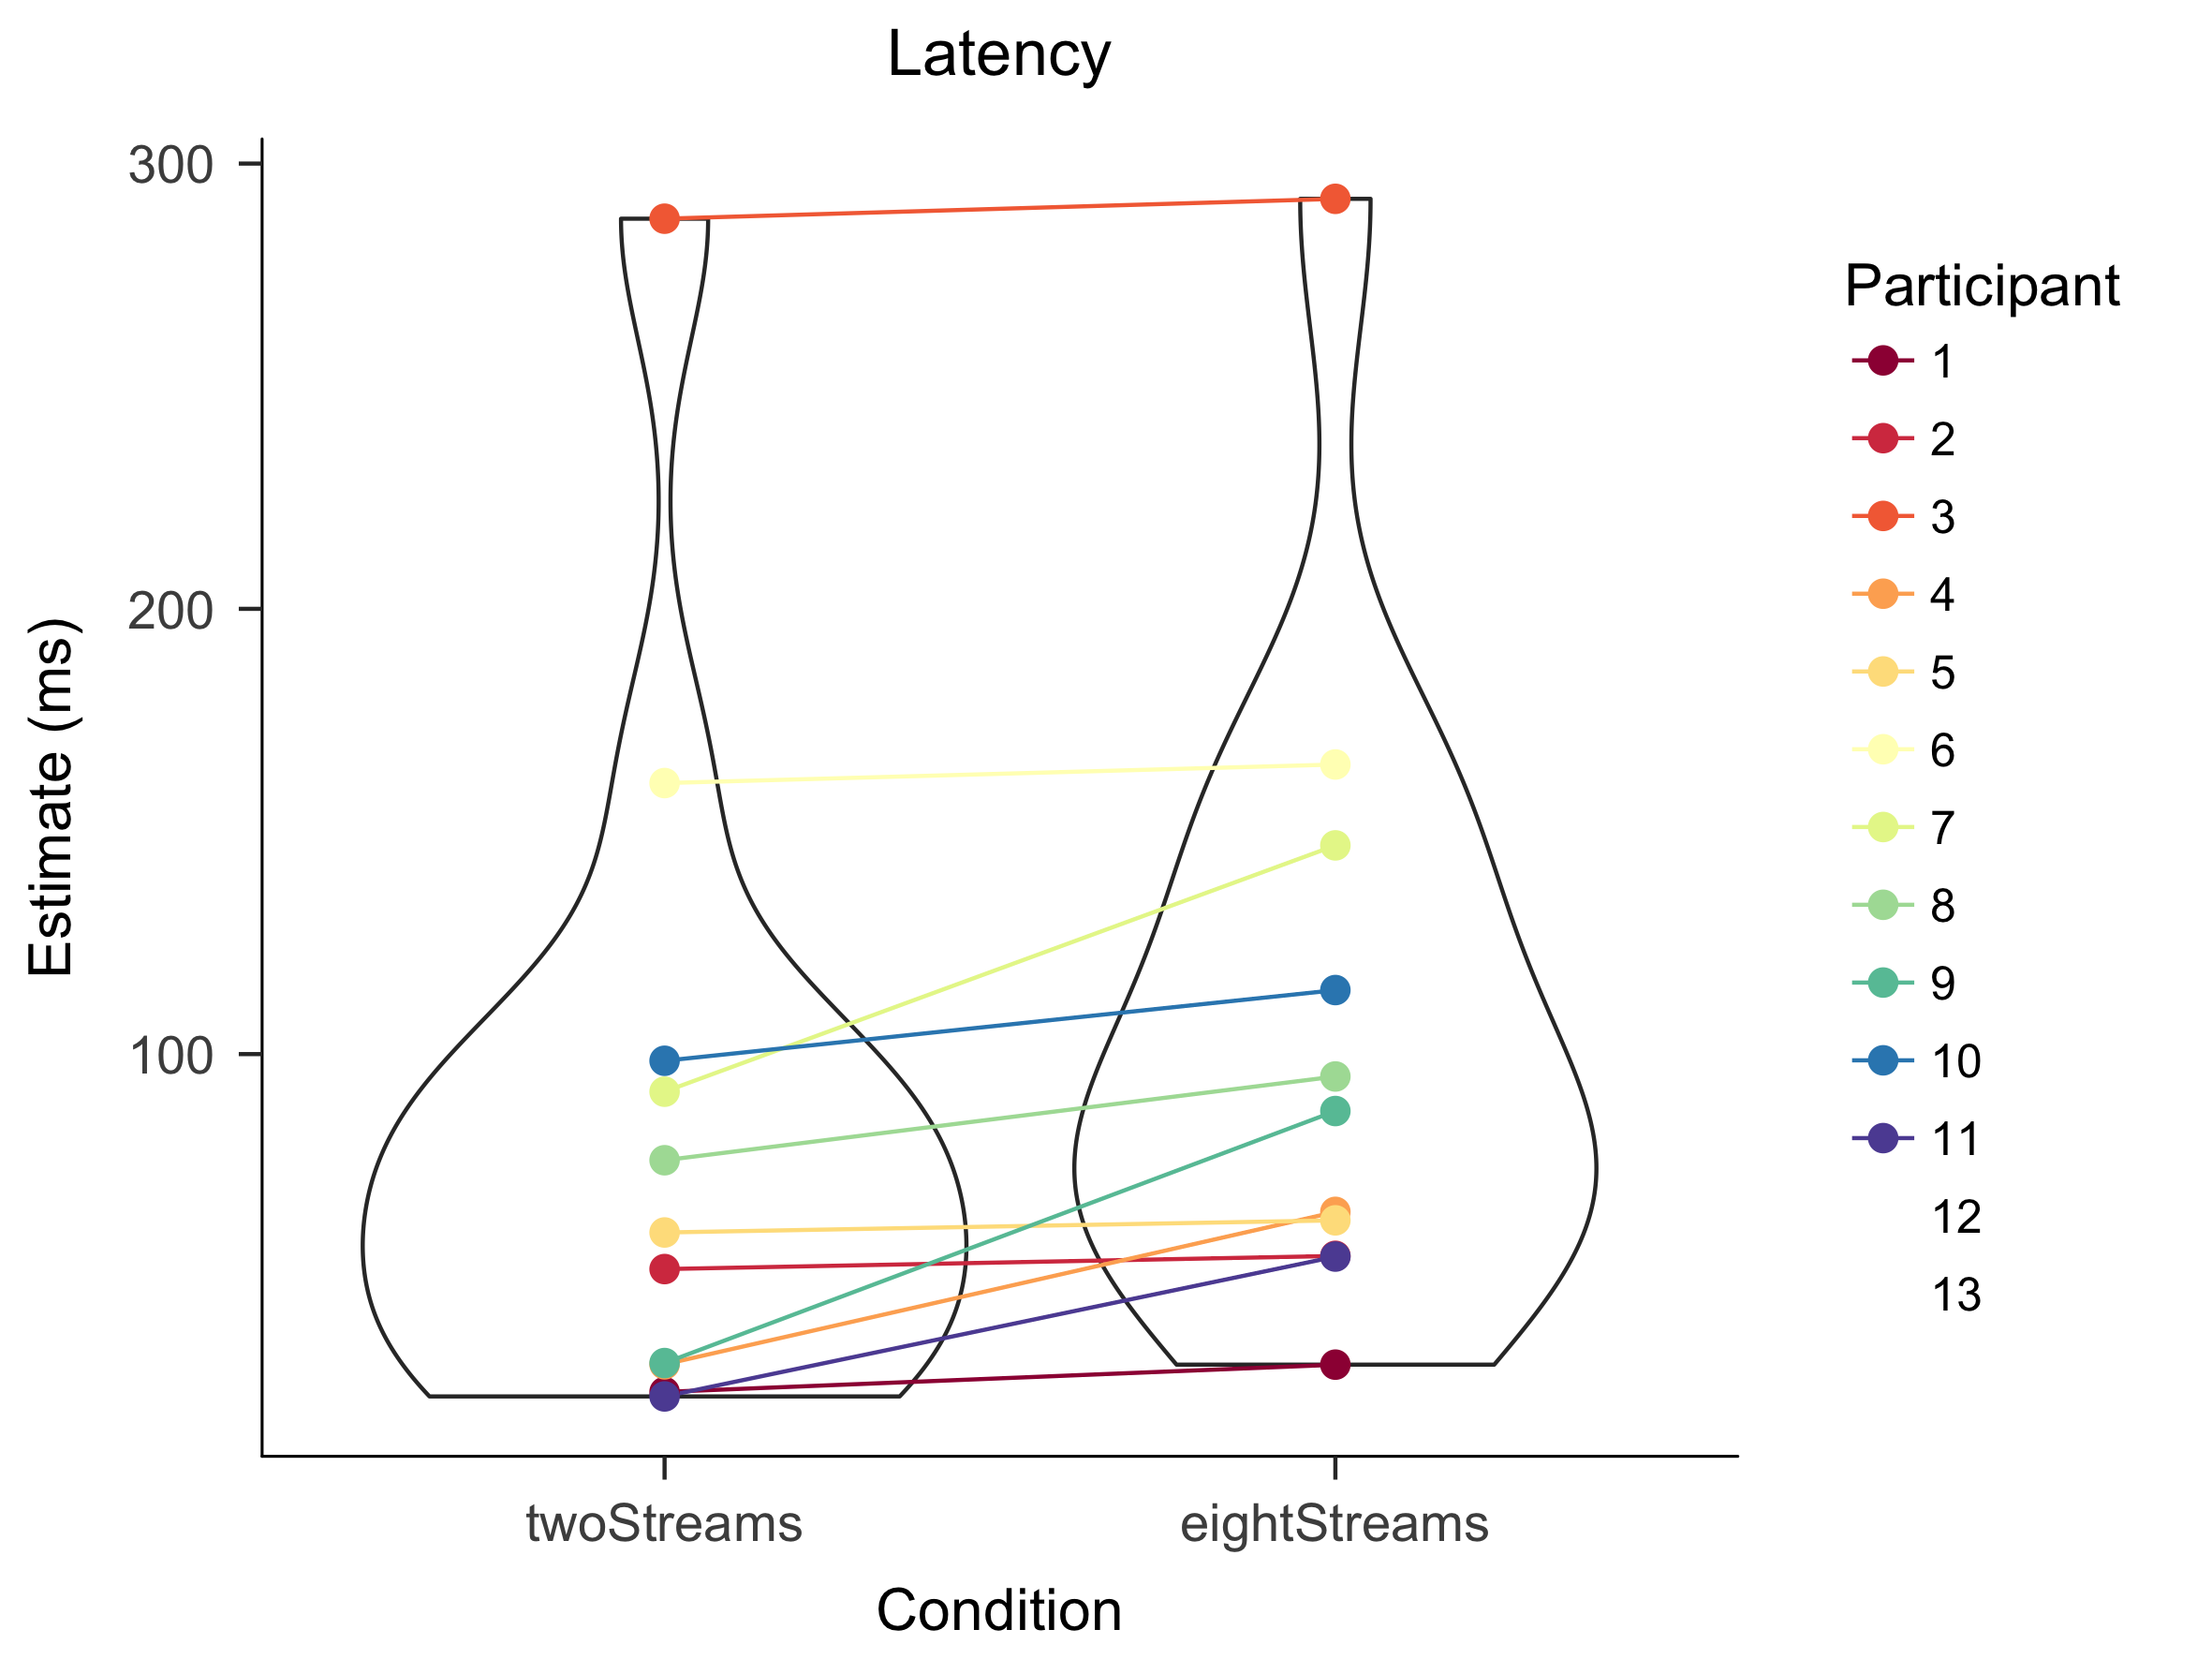 Latency
300
200
100
Estimate (ms)
twoStreams
eightStreams
Condition
Participant
1
2
3
4
5
6
7
8
9
10
11
12
13